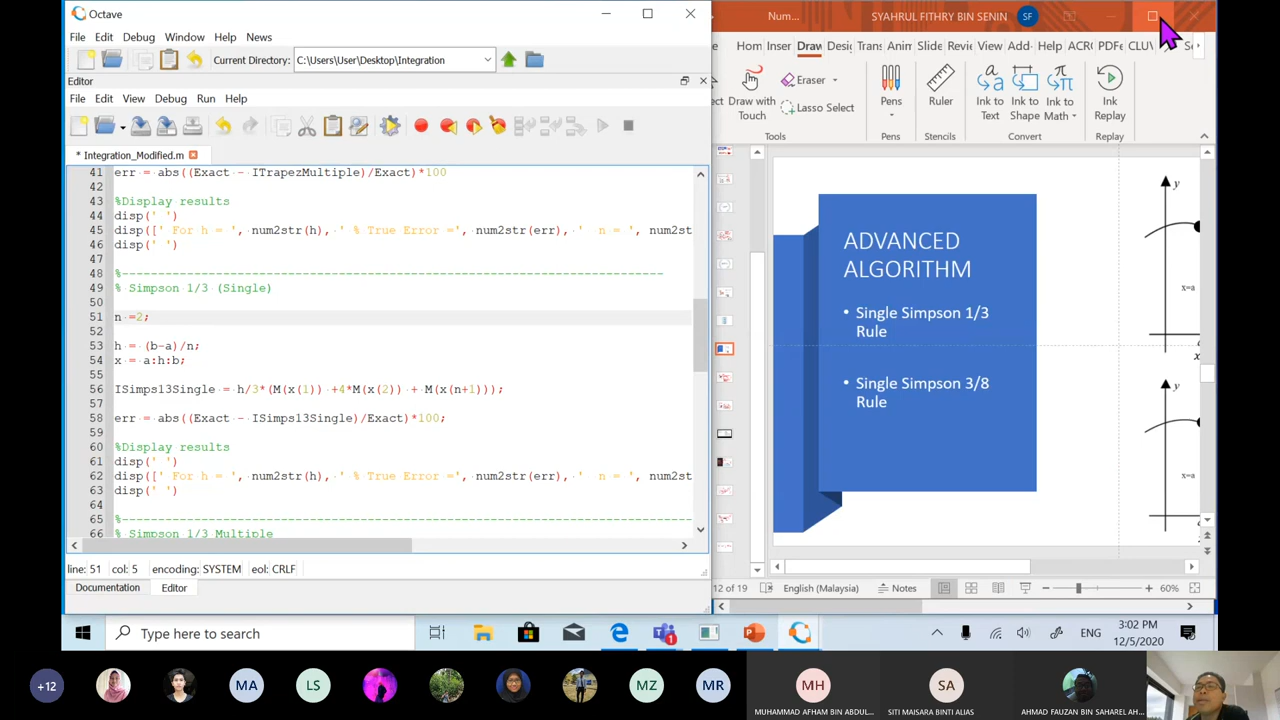 Octave
File Edit Debug Window Help News
Current Directory: C:\Users\User\Desktop\Integration
Editor
File Edit View Debug Run Help
* Integration_Modified.m
41 err = abs((Exact - ITrapezMultiple)/Exact)*100
42
43 %Display results
44 disp(' ')
45 disp([' For h = ', num2str(h), ' % True Error =', num2str(err), ' n = ', num2st
46 disp(' ')
47
48 %---------------------------------------------------------------------------
49 % Simpson 1/3 (Single)
50
51 n =2;
52
53 h = (b-a)/n;
54 x = a:h:b;
55
56 ISimps13Single = h/3*(M(x(1)) +4*M(x(2)) + M(x(n+1)));
57
58 err = abs((Exact - ISimps13Single)/Exact)*100;
59
60 %Display results
61 disp(' ')
62 disp([' For h = ', num2str(h), ' % True Error =', num2str(err), ' n = ', num2st
63 disp(' ')
64
65 %-------------------------------------------------------------------------------
% Simpson 1/3 Multiple
line: 51 col: 5 encoding: SYSTEM eol: CRLF
Documentation Editor
Num... SYAHRUL FITHRY BIN SENIN SF
Hom Inser Draw Desig Trans Anim Slide Revie View Add- Help ACRO PDFe CLUV
Draw with Touch
Eraser
Lasso Select
Pens
Ruler
Ink to Text
Ink to Shape
Ink to Math
Ink Replay
Tools Pens Stencils Convert Replay
ADVANCED
ALGORITHM
• Single Simpson 1/3
Rule
• Single Simpson 3/8
Rule
y
x=a
x
y
x=a
12 of 19 English (Malaysia) Notes 60%
Type here to search
1
ENG
3:02 PM
12/5/2020
+12 MA LS MZ MR MH SA
MUHAMMAD AFHAM BIN ABDUL... SITI MAISARA BINTI ALIAS AHMAD FAUZAN BIN SAHAREL AH...